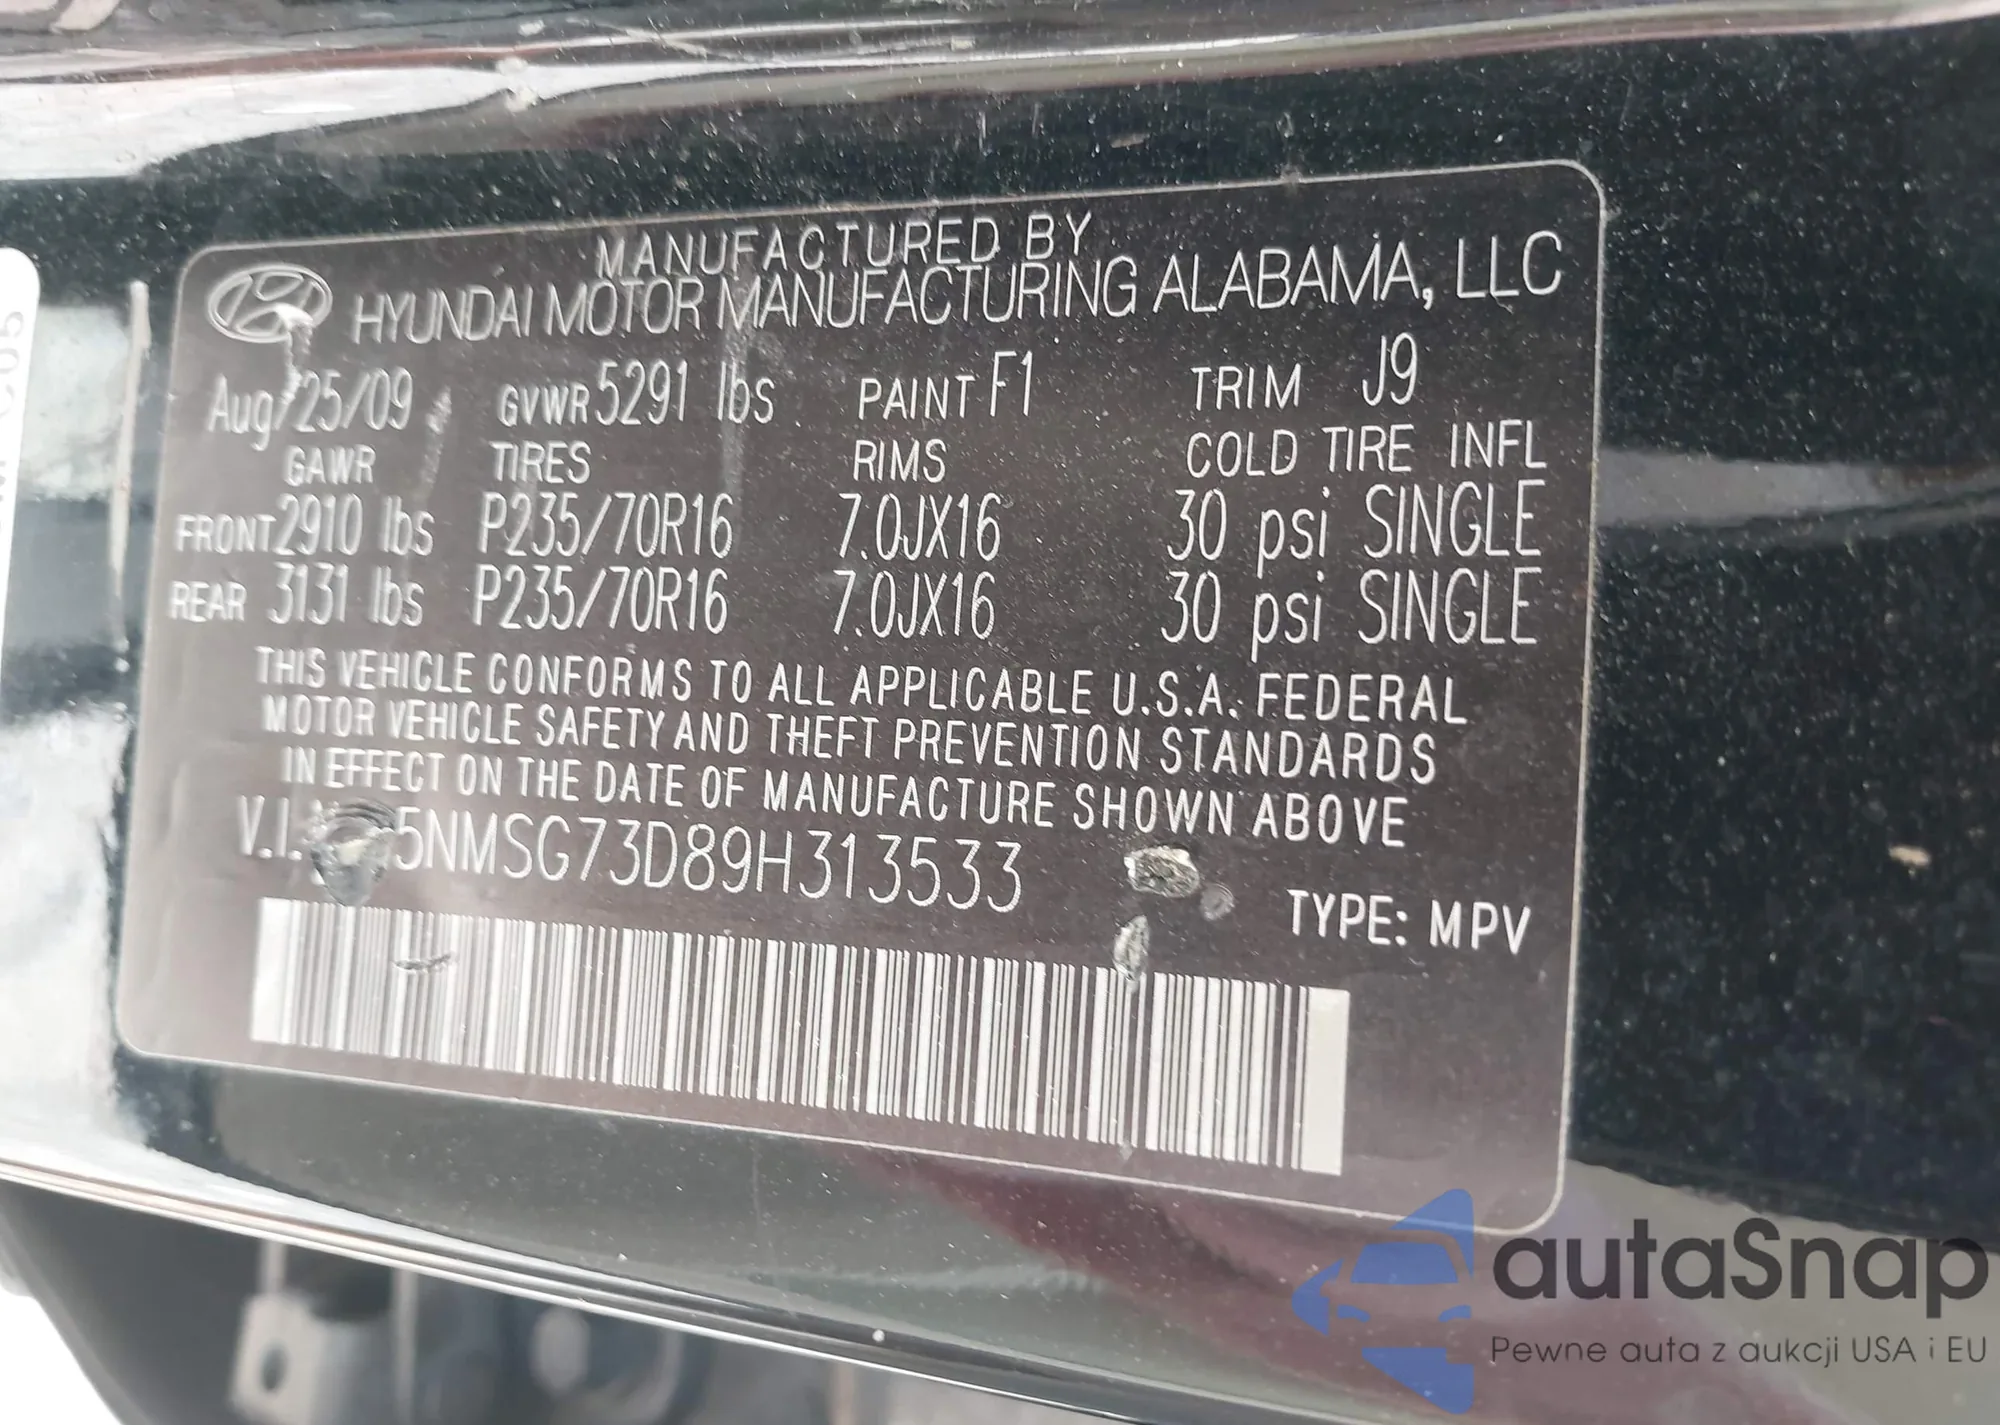 MANUFACTURED BY
HYUNDAI MOTOR MANUFACTURING ALABAMA, LLC
Aug/25/09 GVWR 5291 lbs PAINT F1 TRIM J9
GAWR TIRES RIMS COLD TIRE INFL
FRONT 2910 lbs P235/70R16 7.0JX16 30 psi SINGLE
REAR 3131 lbs P235/70R16 7.0JX16 30 psi SINGLE
THIS VEHICLE CONFORMS TO ALL APPLICABLE U.S.A. FEDERAL
MOTOR VEHICLE SAFETY AND THEFT PREVENTION STANDARDS
IN EFFECT ON THE DATE OF MANUFACTURE SHOWN ABOVE
5NMSG73D89H313533
TYPE: MPV
autaSnap
Pewne auta z aukcji USA i EU